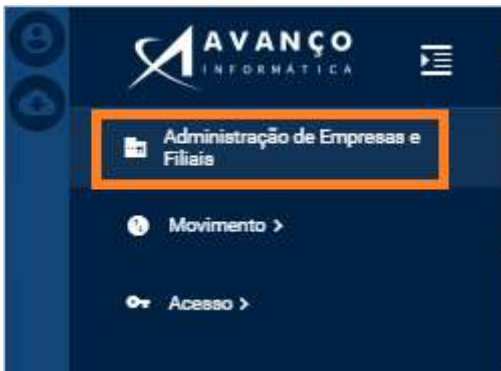 AVANÇO
INFORMÁTICA
Administração de Empresas e
Filiais
Movimento >
Acesso >